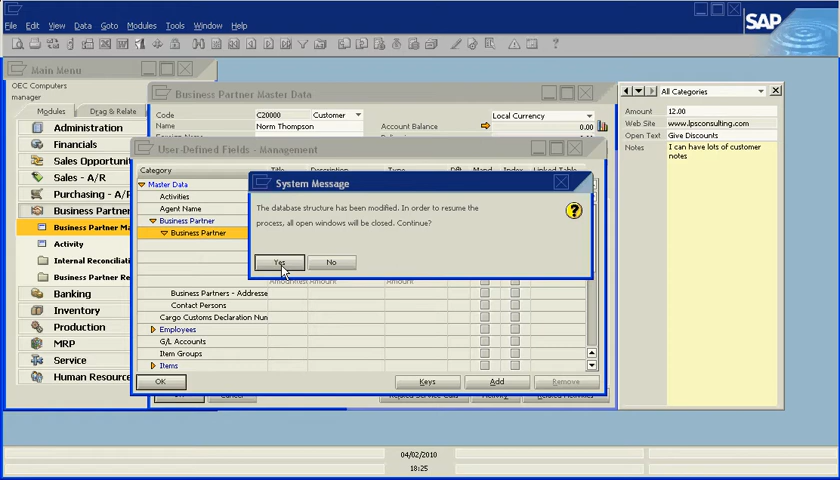 File Edit View Data Goto Modules Tools Window Help
SAP
Main Menu
OEC Computers
manager
Modules Drag & Relate
Administration
Financials
Sales Opportuni
Sales - A/R
Purchasing - A/R
Business Partner
Business Partner Ma
Activity
Internal Reconciliatio
Business Partner Re
Banking
Inventory
Production
MRP
Service
Human Resource
Business Partner Master Data
Code C20000 Customer
Local Currency
Name Norm Thompson
Account Balance 0.00
User-Defined Fields - Management
Category Title Description Type Dflt Mand Index Linked Table
Master Data
Activities
Agent Name
Business Partner
Business Partner
Business Partners - Addresse
Contact Persons
Cargo Customs Declaration Num
Employees
G/L Accounts
Item Groups
Items
OK Keys Add Remove
System Message
The database structure has been modified. In order to resume the
process, all open windows will be closed. Continue?
Yes No
All Categories
Amount 12.00
Web Site www.lpsconsulting.com
Open Text Give Discounts
Notes I can have lots of customer
notes
04/02/2010
18:25